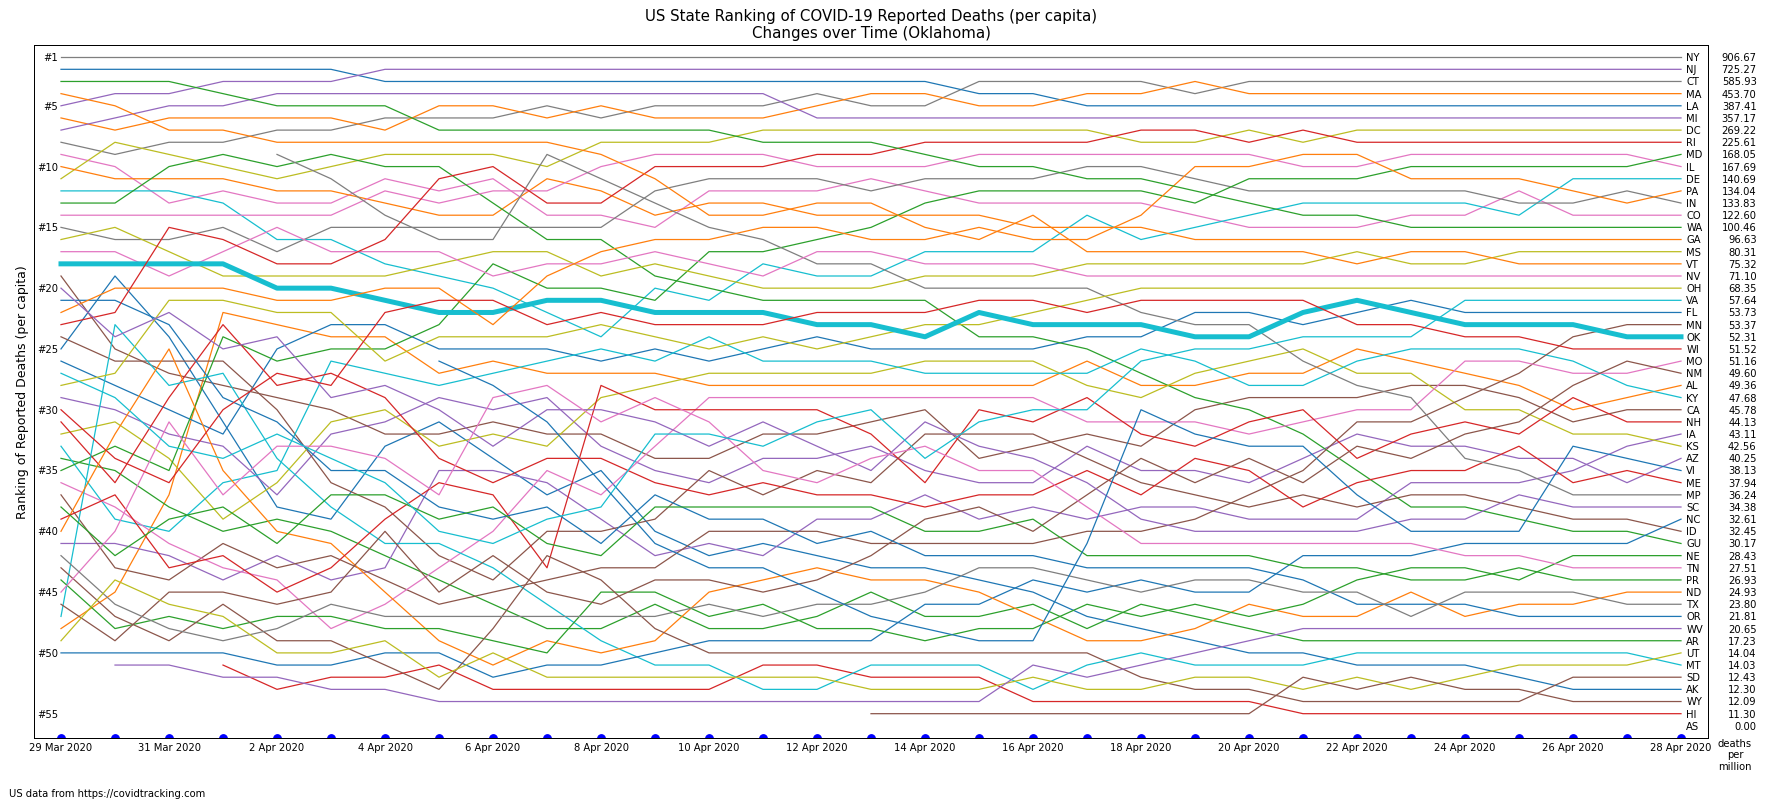 US State Ranking of COVID-19 Reported Deaths (per capita)
Changes over Time (Oklahoma)
Ranking of Reported Deaths (per capita)
#1
#5
#10
#15
#20
#25
#30
#35
#40
#45
#50
#55
NY 906.67
NJ 725.27
CT 585.93
MA 453.70
LA 387.41
MI 357.17
DC 269.22
RI 225.61
MD 168.05
IL 167.69
DE 140.69
PA 134.04
IN 133.83
CO 122.60
WA 100.46
GA 96.63
MS 80.31
VT 75.32
NV 71.10
OH 68.35
VA 57.64
FL 53.73
MN 53.37
OK 52.31
WI 51.52
MO 51.16
NM 49.60
AL 49.36
KY 47.68
CA 45.78
NH 44.13
IA 43.11
KS 42.56
AZ 40.25
VI 38.13
ME 37.94
MP 36.24
SC 34.38
NC 32.61
ID 32.45
GU 30.17
NE 28.43
TN 27.51
PR 26.93
ND 24.93
TX 23.80
OR 21.81
WV 20.65
AR 17.23
UT 14.04
MT 14.03
SD 12.43
AK 12.30
WY 12.09
HI 11.30
AS 0.00
29 Mar 2020 31 Mar 2020 2 Apr 2020 4 Apr 2020 6 Apr 2020 8 Apr 2020 10 Apr 2020 12 Apr 2020 14 Apr 2020 16 Apr 2020 18 Apr 2020 20 Apr 2020 22 Apr 2020 24 Apr 2020 26 Apr 2020 28 Apr 2020
deaths
per
million
US data from https://covidtracking.com